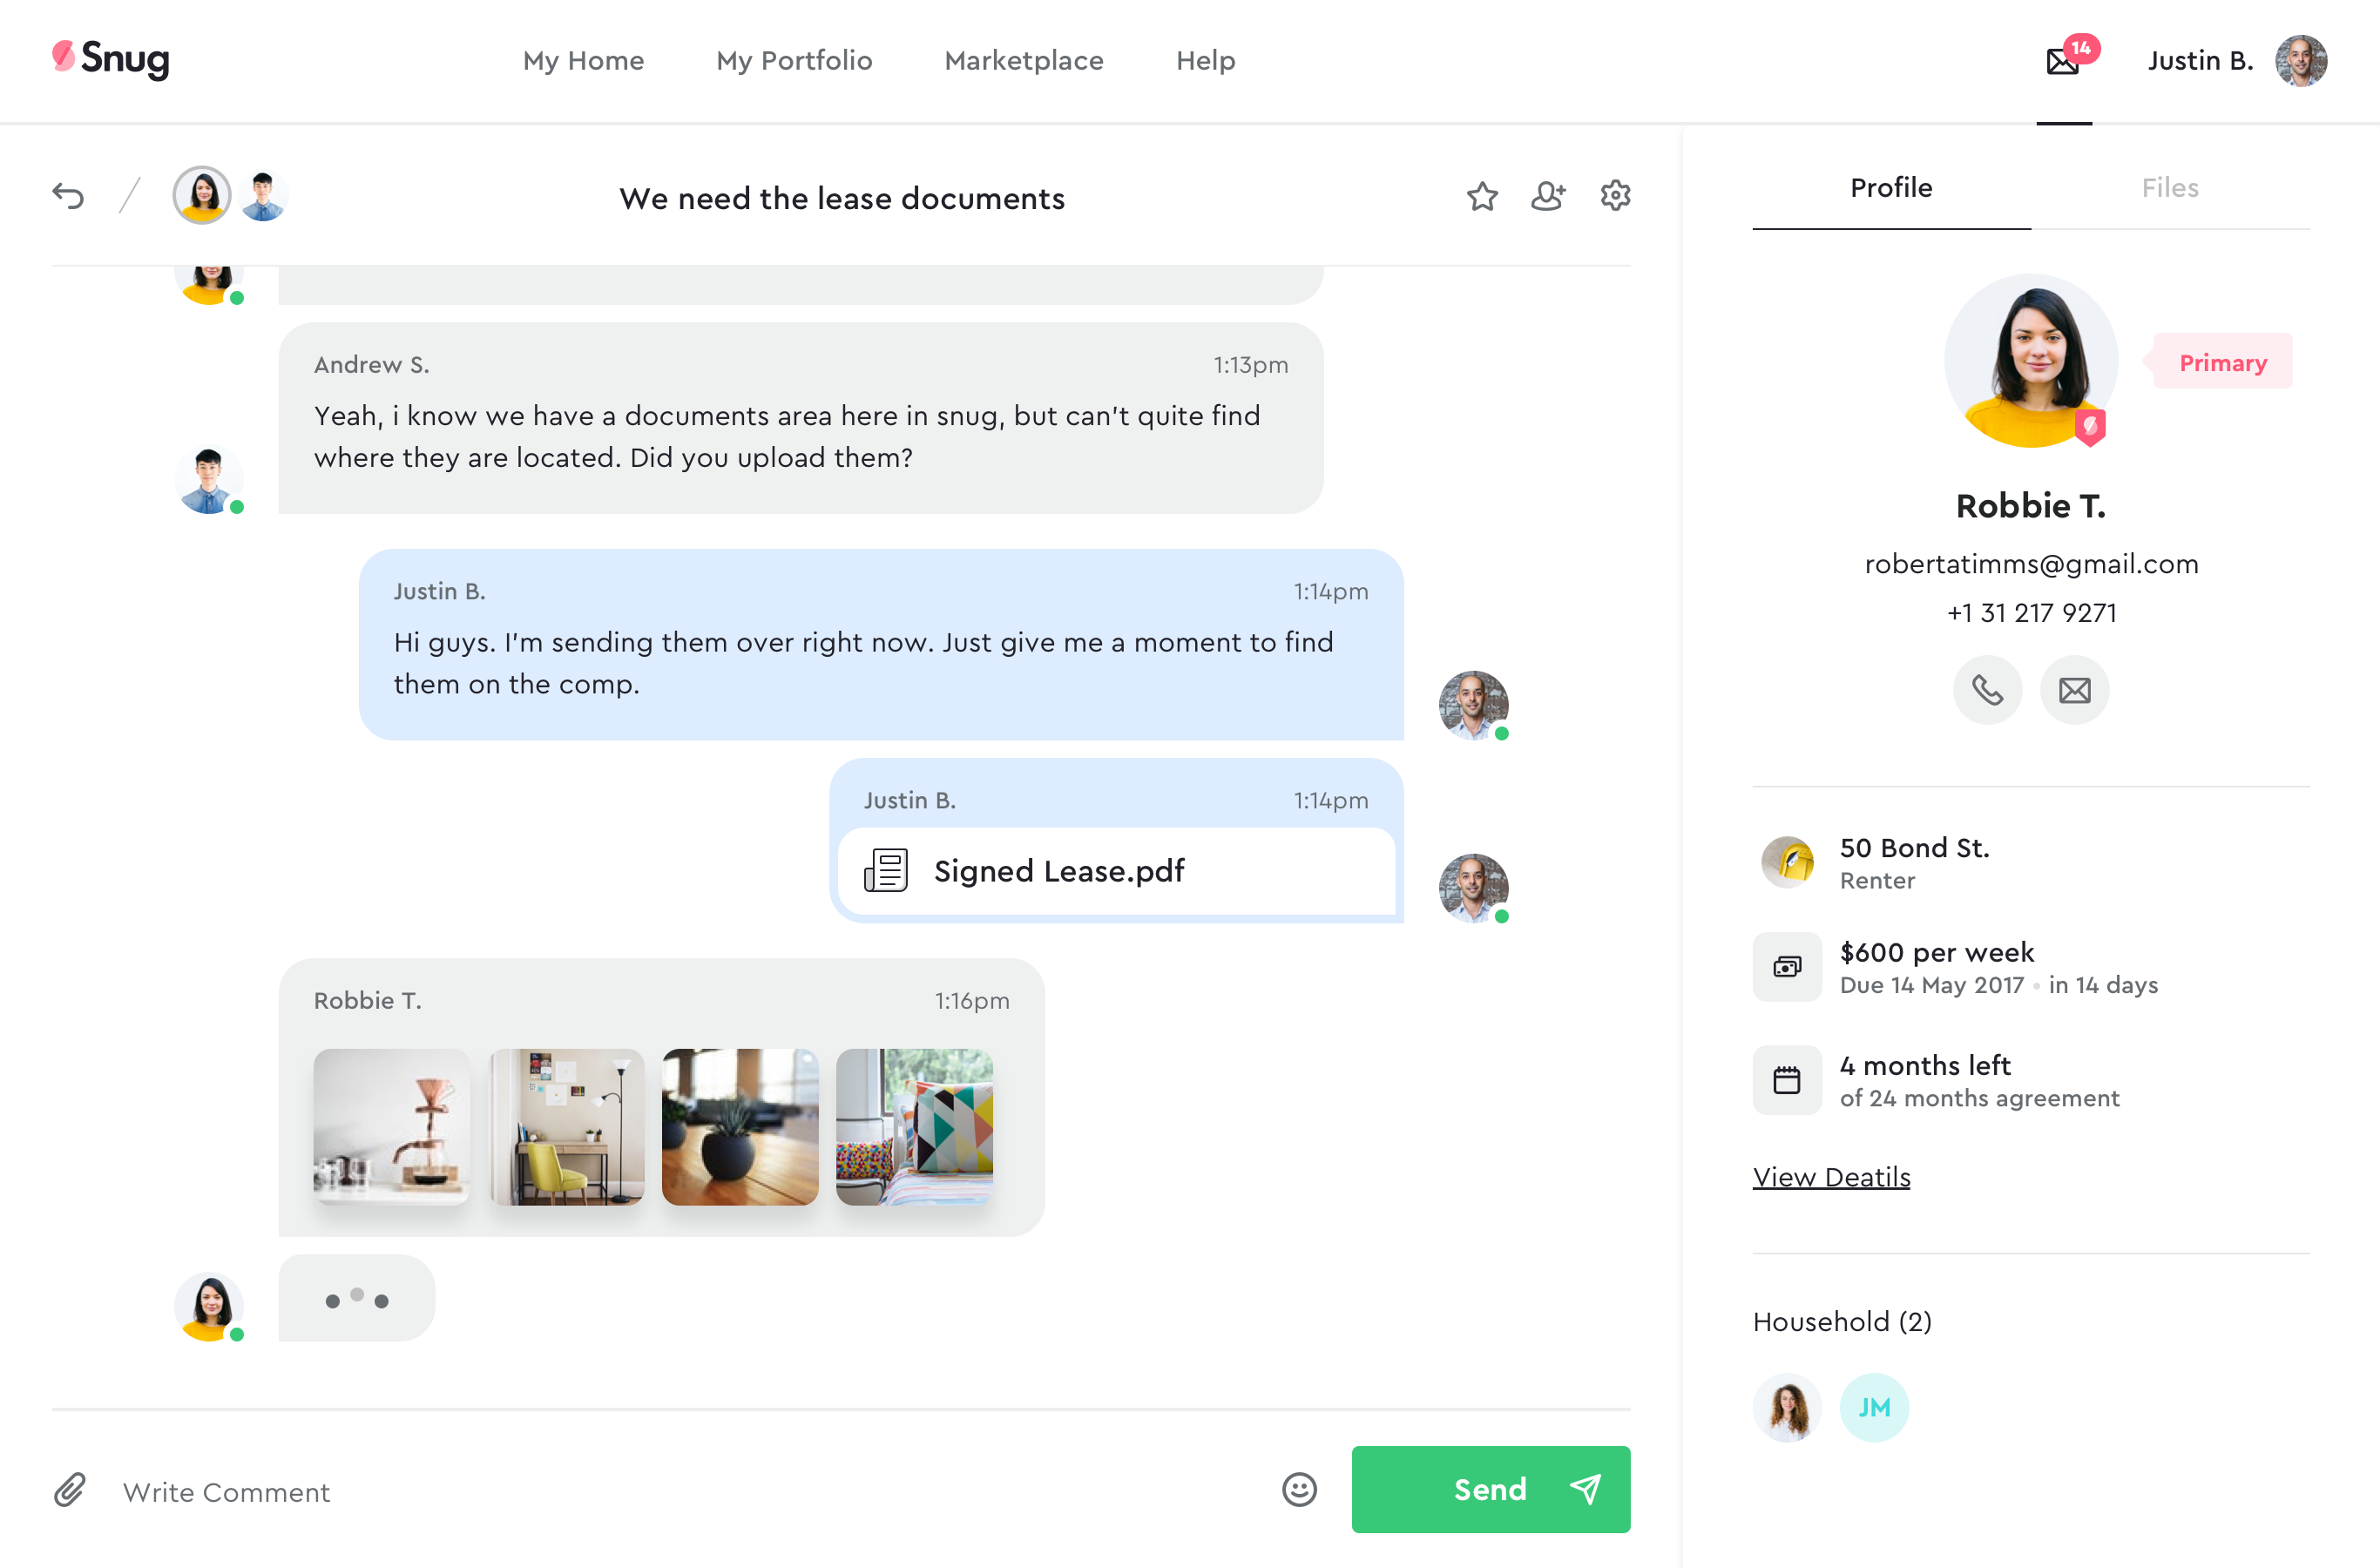 Snug
My Home
My Portfolio
Marketplace
Help
14
Justin B.
We need the lease documents
Andrew S.
1:13pm
Yeah, i know we have a documents area here in snug, but can't quite find
where they are located. Did you upload them?
Justin B.
1:14pm
Hi guys. I'm sending them over right now. Just give me a moment to find
them on the comp.
Justin B.
1:14pm
Signed Lease.pdf
Robbie T.
1:16pm
Write Comment
Send
Profile
Files
Primary
Robbie T.
robertatimms@gmail.com
+1 31 217 9271
50 Bond St.
Renter
$600 per week
Due 14 May 2017 • in 14 days
4 months left
of 24 months agreement
View Deatils
Household (2)
JM